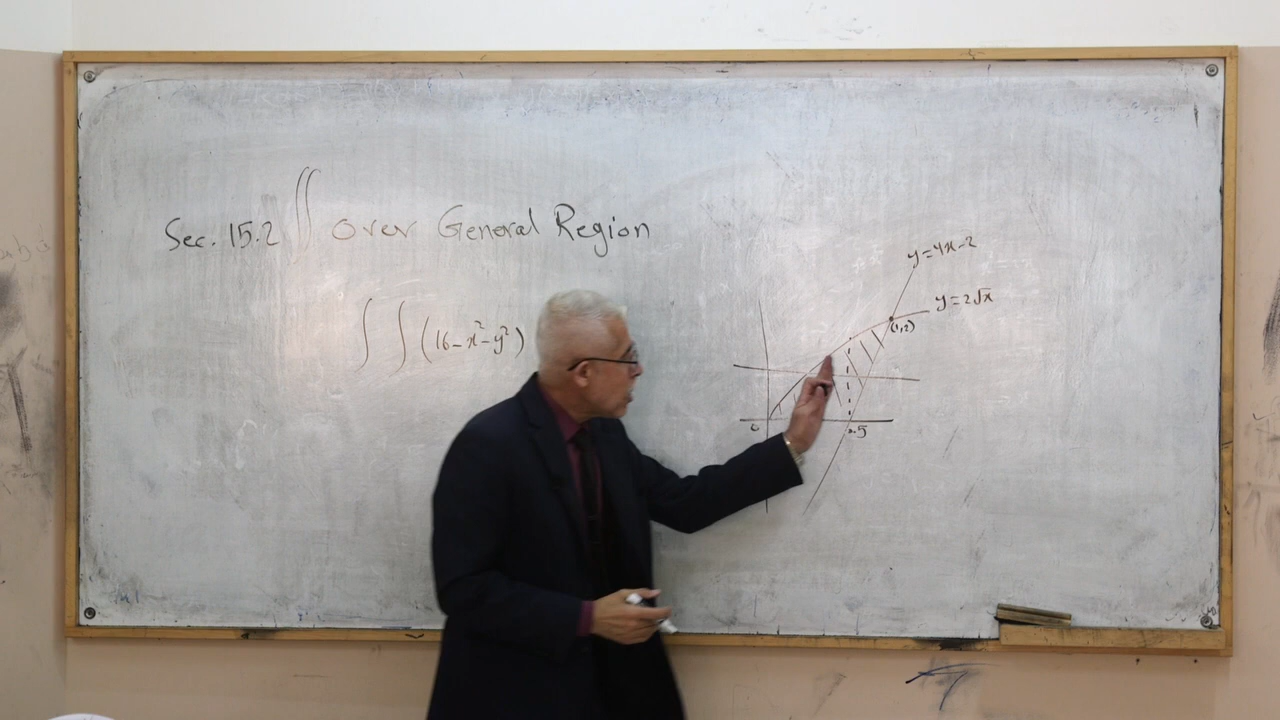 Sec. 15.2 ∬ over General Region
∫ ∫ (16 - x² - y²)
y = 4x - 2
y = 2√x
(1,2)
0
.5